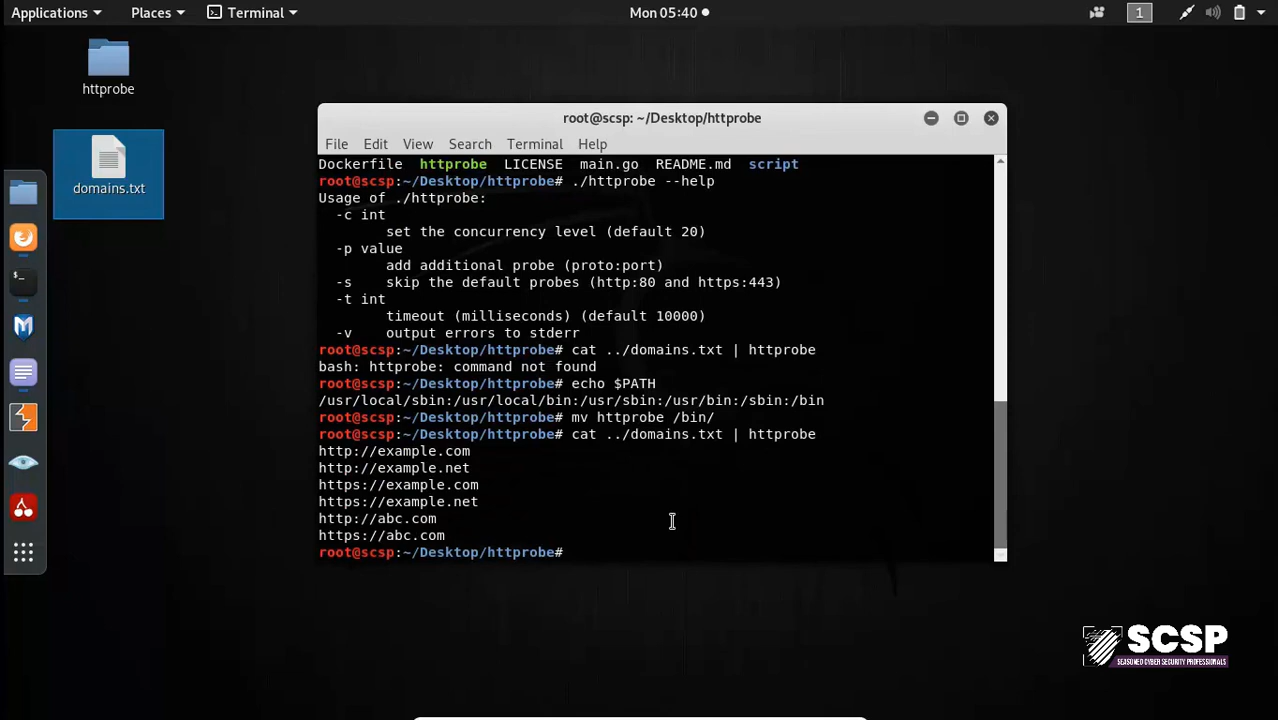 Applications Places Terminal Mon 05:40 1
httprobe
domains.txt
root@scsp: ~/Desktop/httprobe
File Edit View Search Terminal Help
Dockerfile httprobe LICENSE main.go README.md script
root@scsp:~/Desktop/httprobe# ./httprobe --help
Usage of ./httprobe:
  -c int
        set the concurrency level (default 20)
  -p value
        add additional probe (proto:port)
  -s    skip the default probes (http:80 and https:443)
  -t int
        timeout (milliseconds) (default 10000)
  -v    output errors to stderr
root@scsp:~/Desktop/httprobe# cat ../domains.txt | httprobe
bash: httprobe: command not found
root@scsp:~/Desktop/httprobe# echo $PATH
/usr/local/sbin:/usr/local/bin:/usr/sbin:/usr/bin:/sbin:/bin
root@scsp:~/Desktop/httprobe# mv httprobe /bin/
root@scsp:~/Desktop/httprobe# cat ../domains.txt | httprobe
http://example.com
http://example.net
https://example.com
https://example.net
http://abc.com
https://abc.com
root@scsp:~/Desktop/httprobe#
SCSP
SEASONED CYBER SECURITY PROFESSIONALS